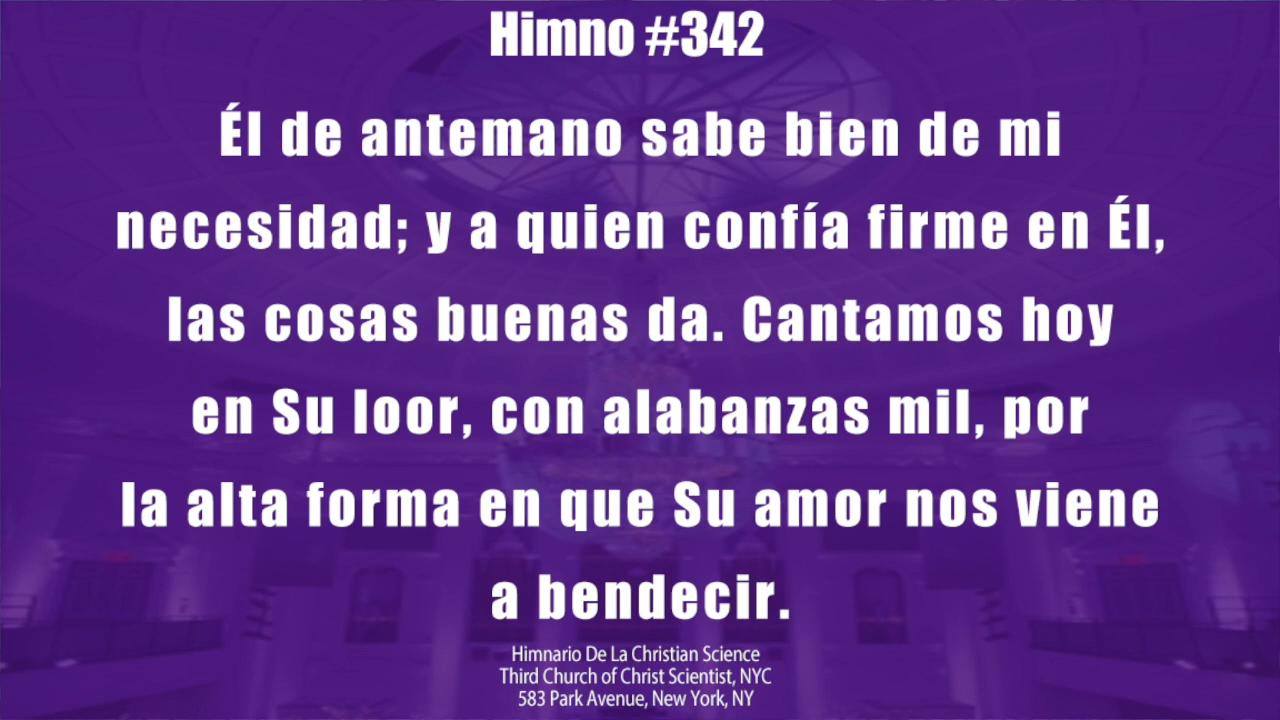 Himno #342
Él de antemano sabe bien de mi
necesidad; y a quien confía firme en Él,
las cosas buenas da. Cantamos hoy
en Su loor, con alabanzas mil, por
la alta forma en que Su amor nos viene
a bendecir.
Himnario De La Christian Science
Third Church of Christ Scientist, NYC
583 Park Avenue, New York, NY